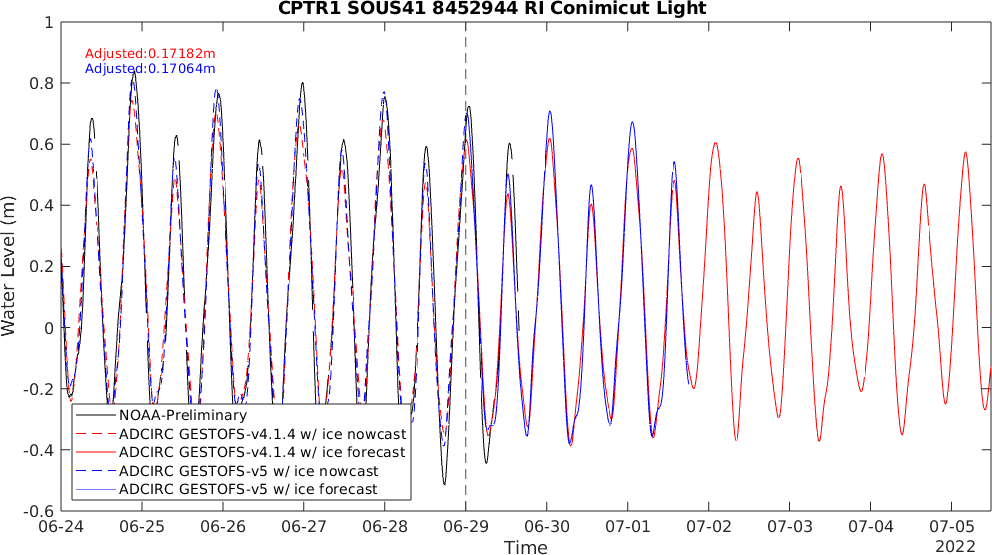 CPTR1 SOUS41 8452944 RI Conimicut Light
Adjusted:0.17182m
Adjusted:0.17064m
Water Level (m)
1
0.8
0.6
0.4
0.2
0
-0.2
-0.4
-0.6
NOAA-Preliminary
ADCIRC GESTOFS-v4.1.4 w/ ice nowcast
ADCIRC GESTOFS-v4.1.4 w/ ice forecast
ADCIRC GESTOFS-v5 w/ ice nowcast
ADCIRC GESTOFS-v5 w/ ice forecast
06-24 06-25 06-26 06-27 06-28 06-29 06-30 07-01 07-02 07-03 07-04 07-05
Time
2022